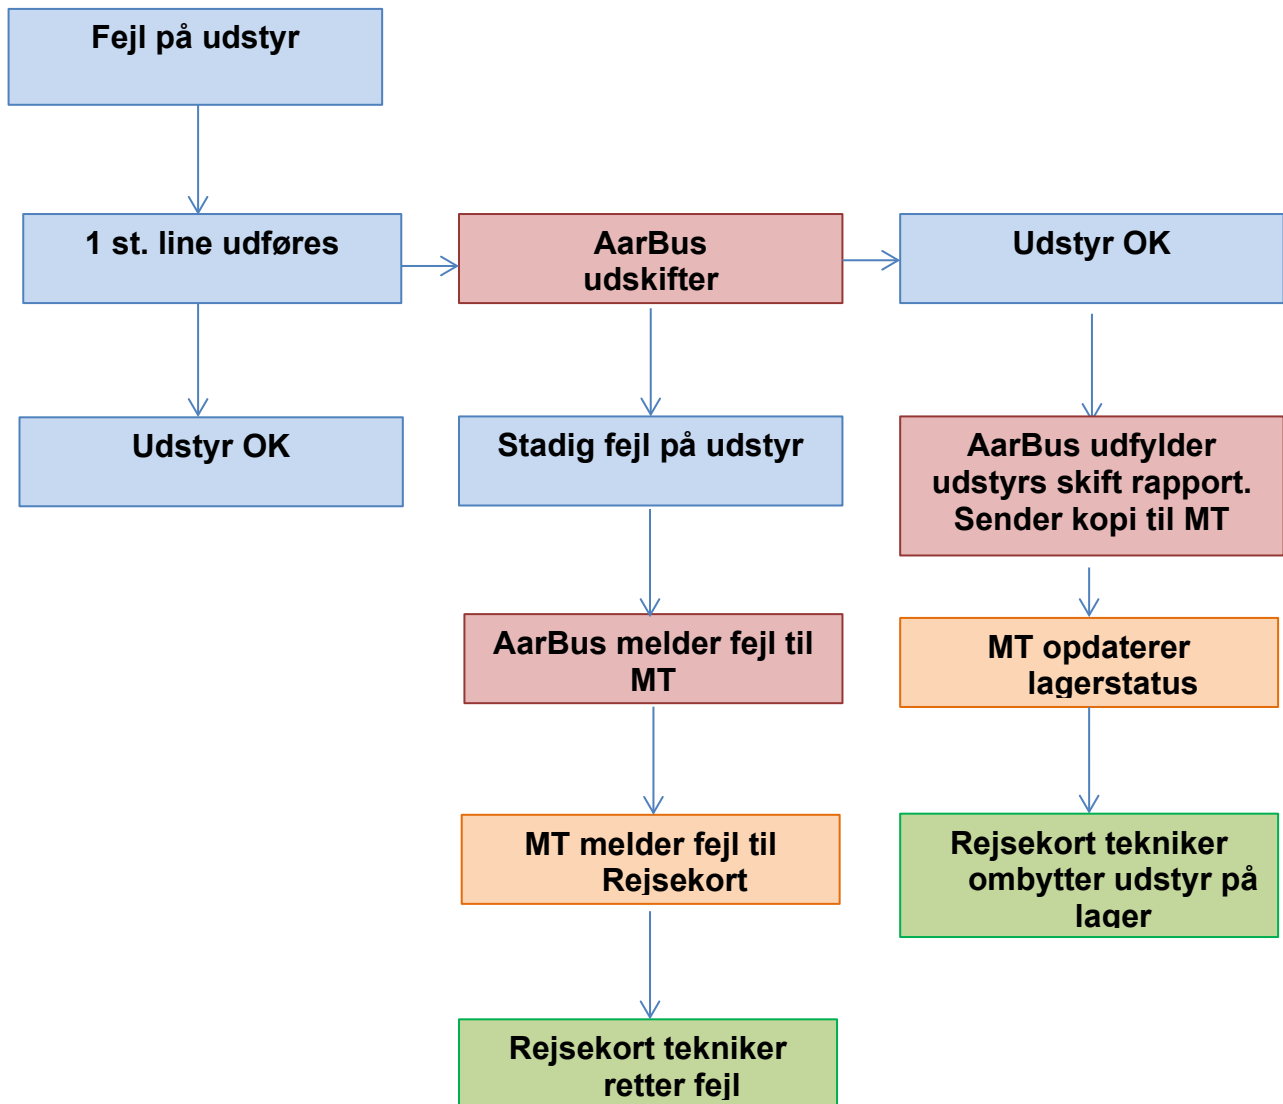 Fejl på udstyr
1 st. line udføres
AarBus
udskifter
Udstyr OK
Udstyr OK
Stadig fejl på udstyr
AarBus udfylder
udstyrs skift rapport.
Sender kopi til MT
AarBus melder fejl til
MT
MT opdaterer
lagerstatus
MT melder fejl til
Rejsekort
Rejsekort tekniker
ombytter udstyr på
lager
Rejsekort tekniker
retter fejl